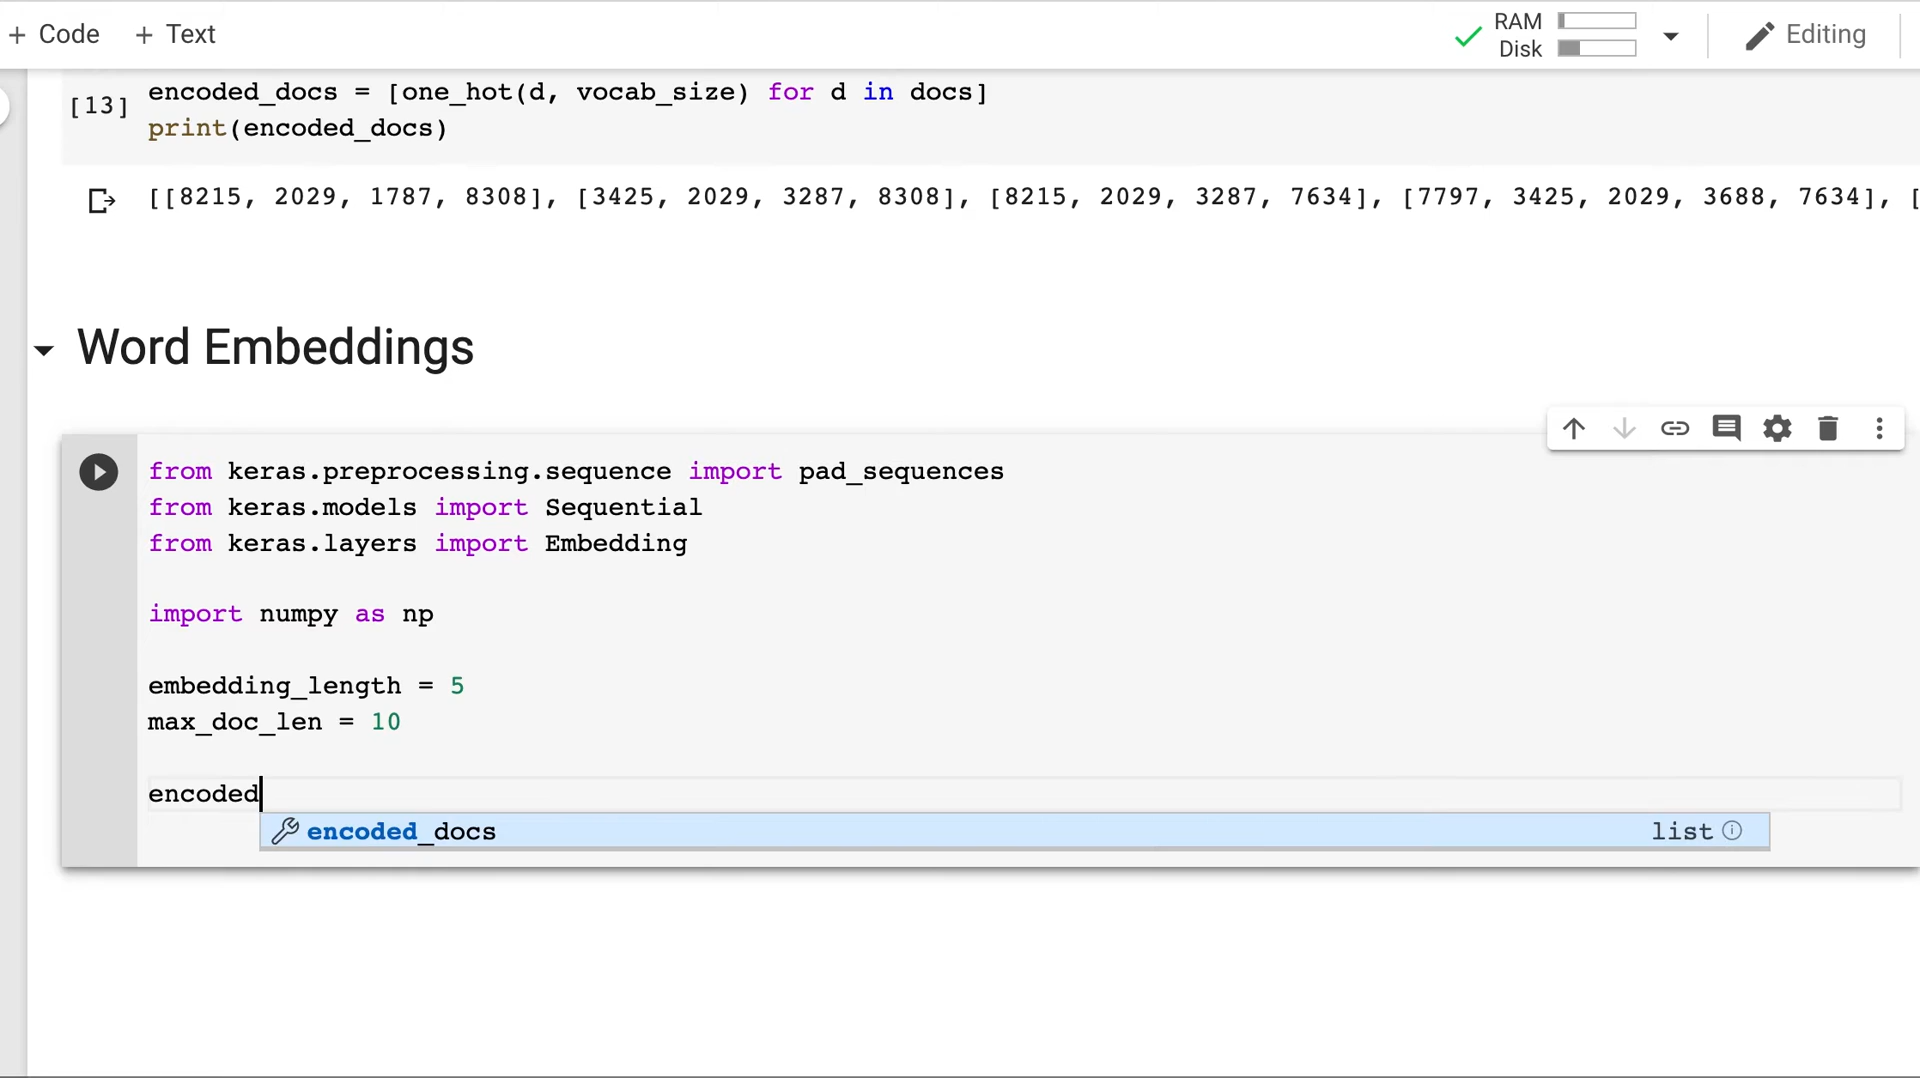 + Code + Text
RAM
Disk
Editing
[13] encoded_docs = [one_hot(d, vocab_size) for d in docs]
print(encoded_docs)
[[8215, 2029, 1787, 8308], [3425, 2029, 3287, 8308], [8215, 2029, 3287, 7634], [7797, 3425, 2029, 3688, 7634], [
Word Embeddings
from keras.preprocessing.sequence import pad_sequences
from keras.models import Sequential
from keras.layers import Embedding
import numpy as np
embedding_length = 5
max_doc_len = 10
encoded
encoded_docs list